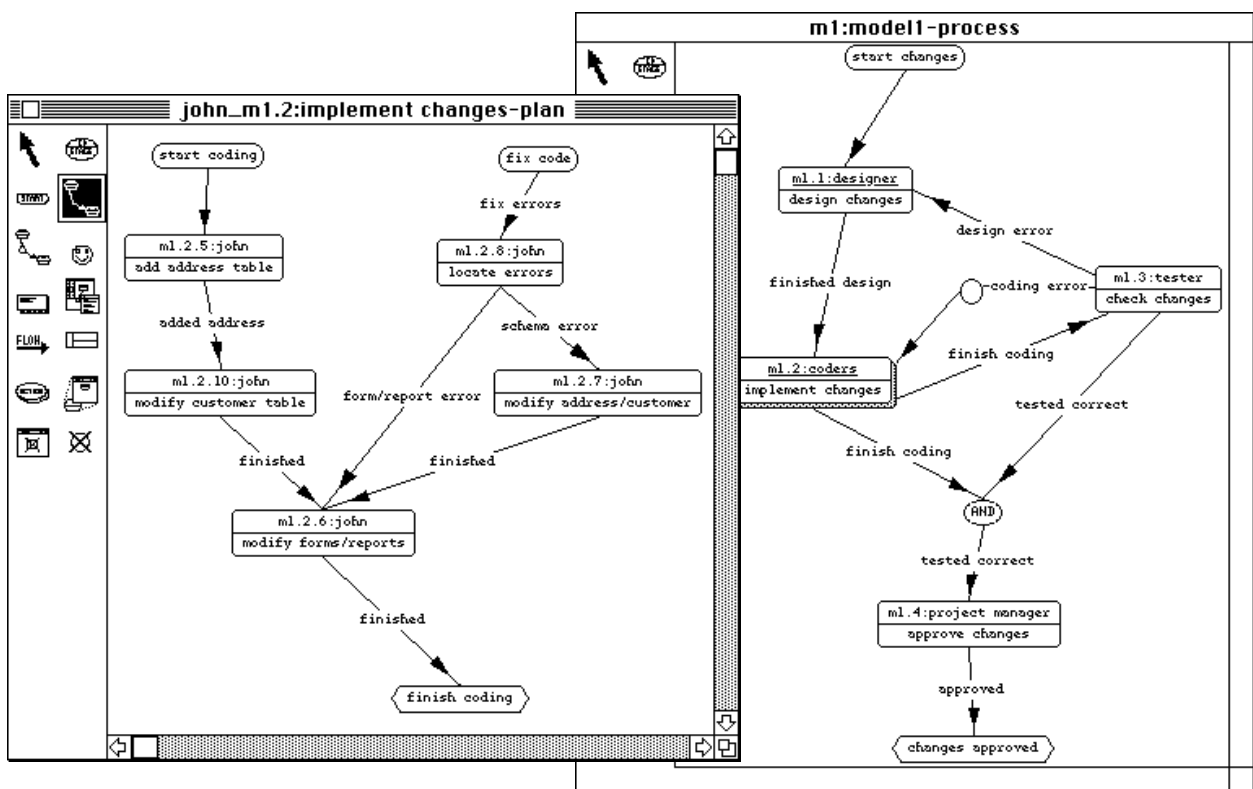 m1:model1-process
start changes
m1.1:designer
design changes
design error
finished design
coding error
m1.3:tester
check changes
finish coding
m1.2:coders
implement changes
tested correct
finish coding
AND
tested correct
m1.4:project manager
approve changes
approved
changes approved
john_m1.2:implement changes-plan
START
FLOW
start coding
fix code
fix errors
m1.2.5:john
add address table
m1.2.8:john
locate errors
added address
schema error
m1.2.10:john
modify customer table
form/report error
m1.2.7:john
modify address/customer
finished
finished
m1.2.6:john
modify forms/reports
finished
finish coding